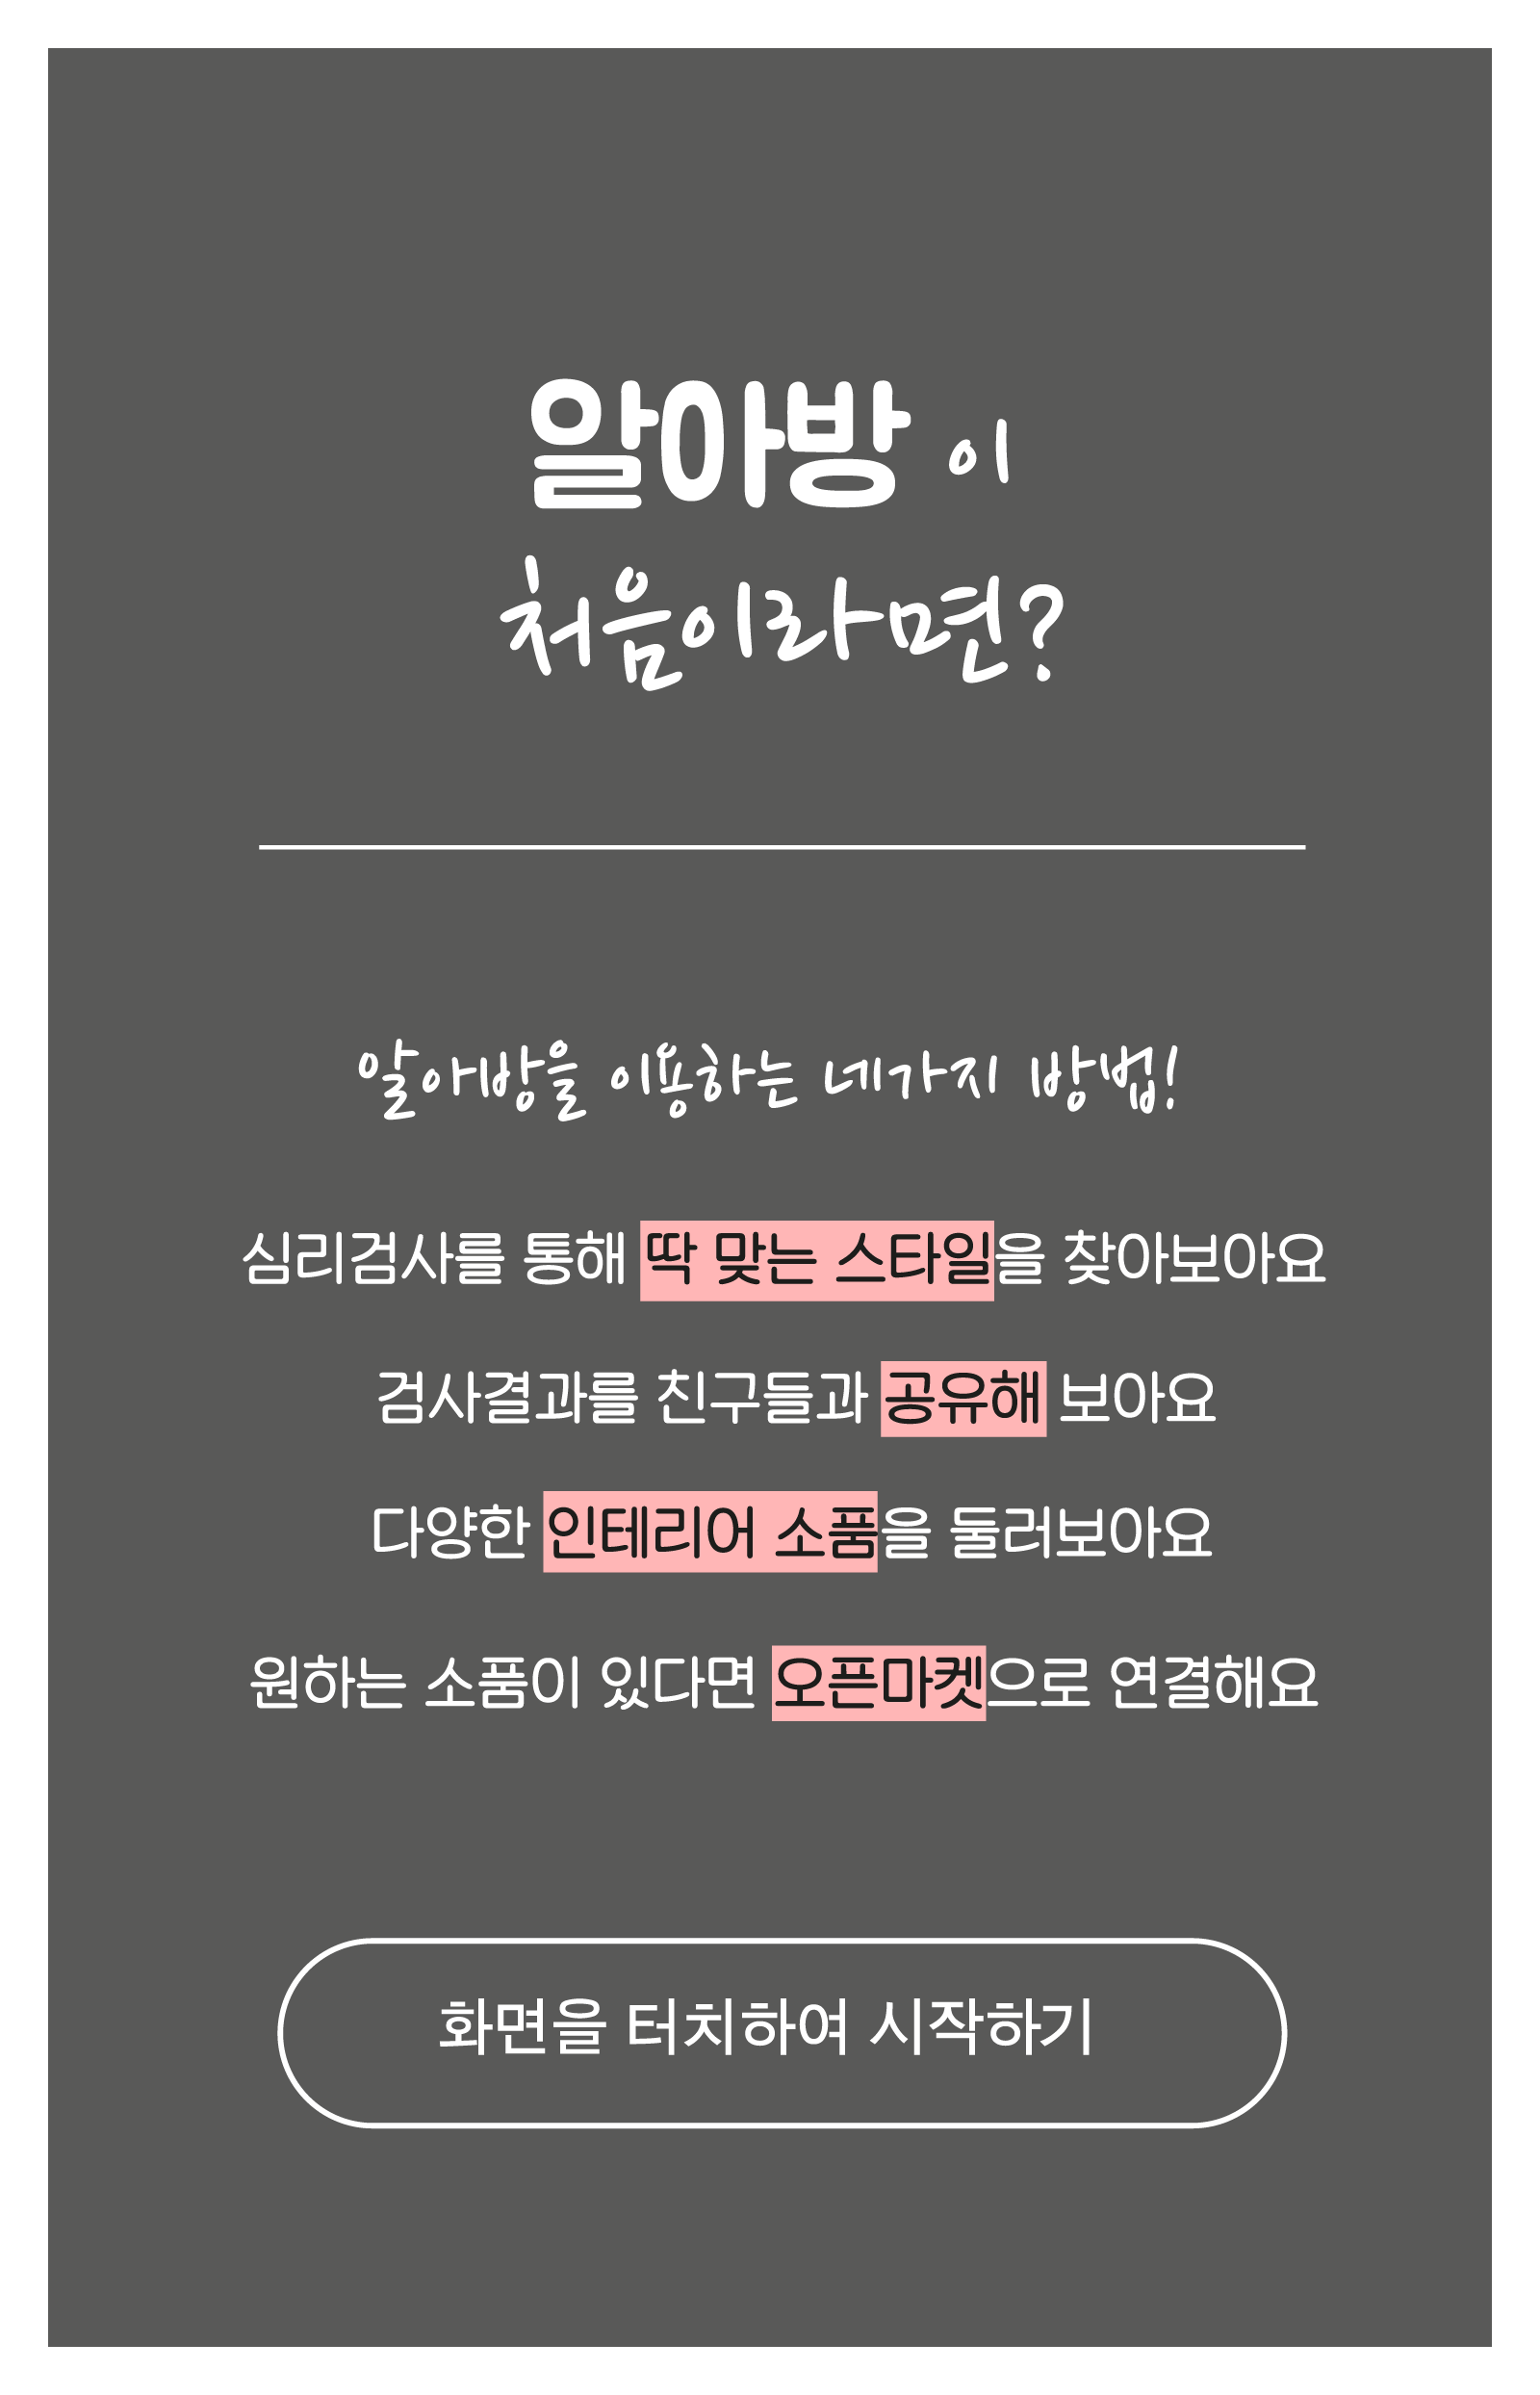 알아방 이
처음이라면?
알아방을 이용하는 네가지 방법!
심리검사를 통해 딱 맞는 스타일을 찾아보아요
검사결과를 친구들과 공유해 보아요
다양한 인테리어 소품을 둘러보아요
원하는 소품이 있다면 오픈마켓으로 연결해요
화면을 터치하여 시작하기